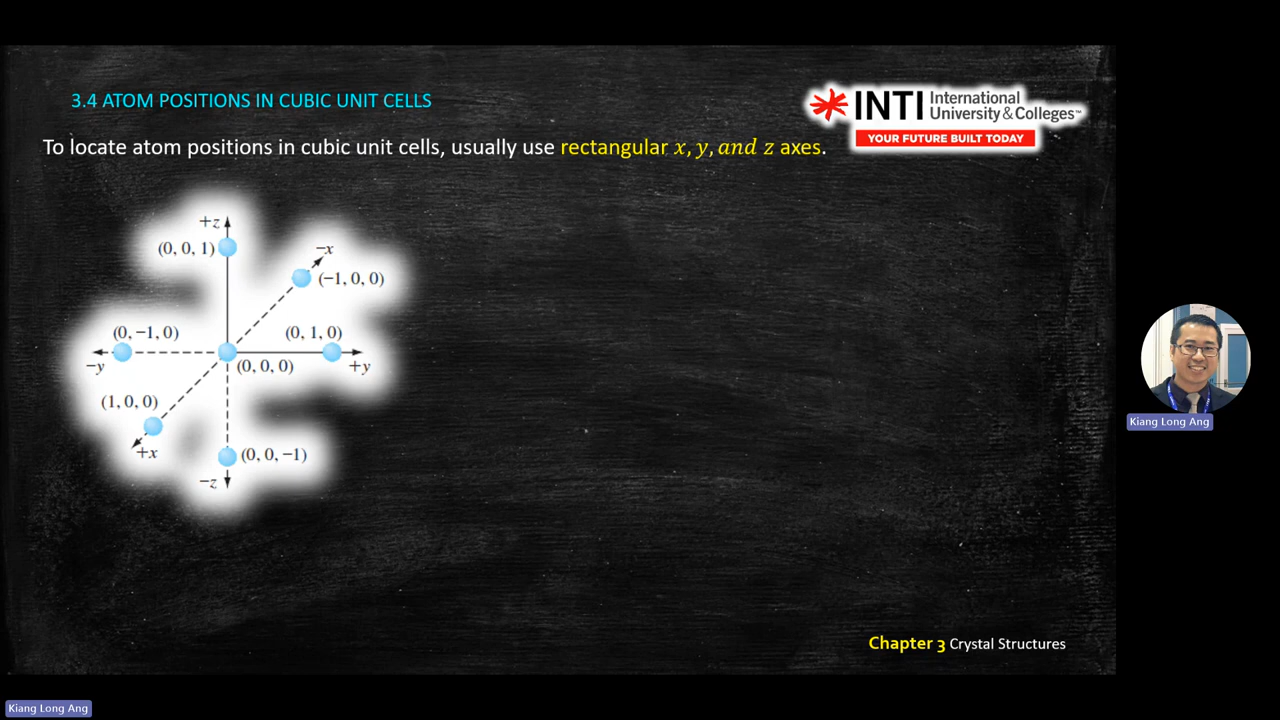 3.4 ATOM POSITIONS IN CUBIC UNIT CELLS
INTI International
University & Colleges™
YOUR FUTURE BUILT TODAY
To locate atom positions in cubic unit cells, usually use rectangular x, y, and z axes.
+z
(0, 0, 1)
−x
(−1, 0, 0)
(0, −1, 0)
(0, 1, 0)
−y
(0, 0, 0)
+y
(1, 0, 0)
+x
(0, 0, −1)
−z
Kiang Long Ang
Chapter 3 Crystal Structures
Kiang Long Ang